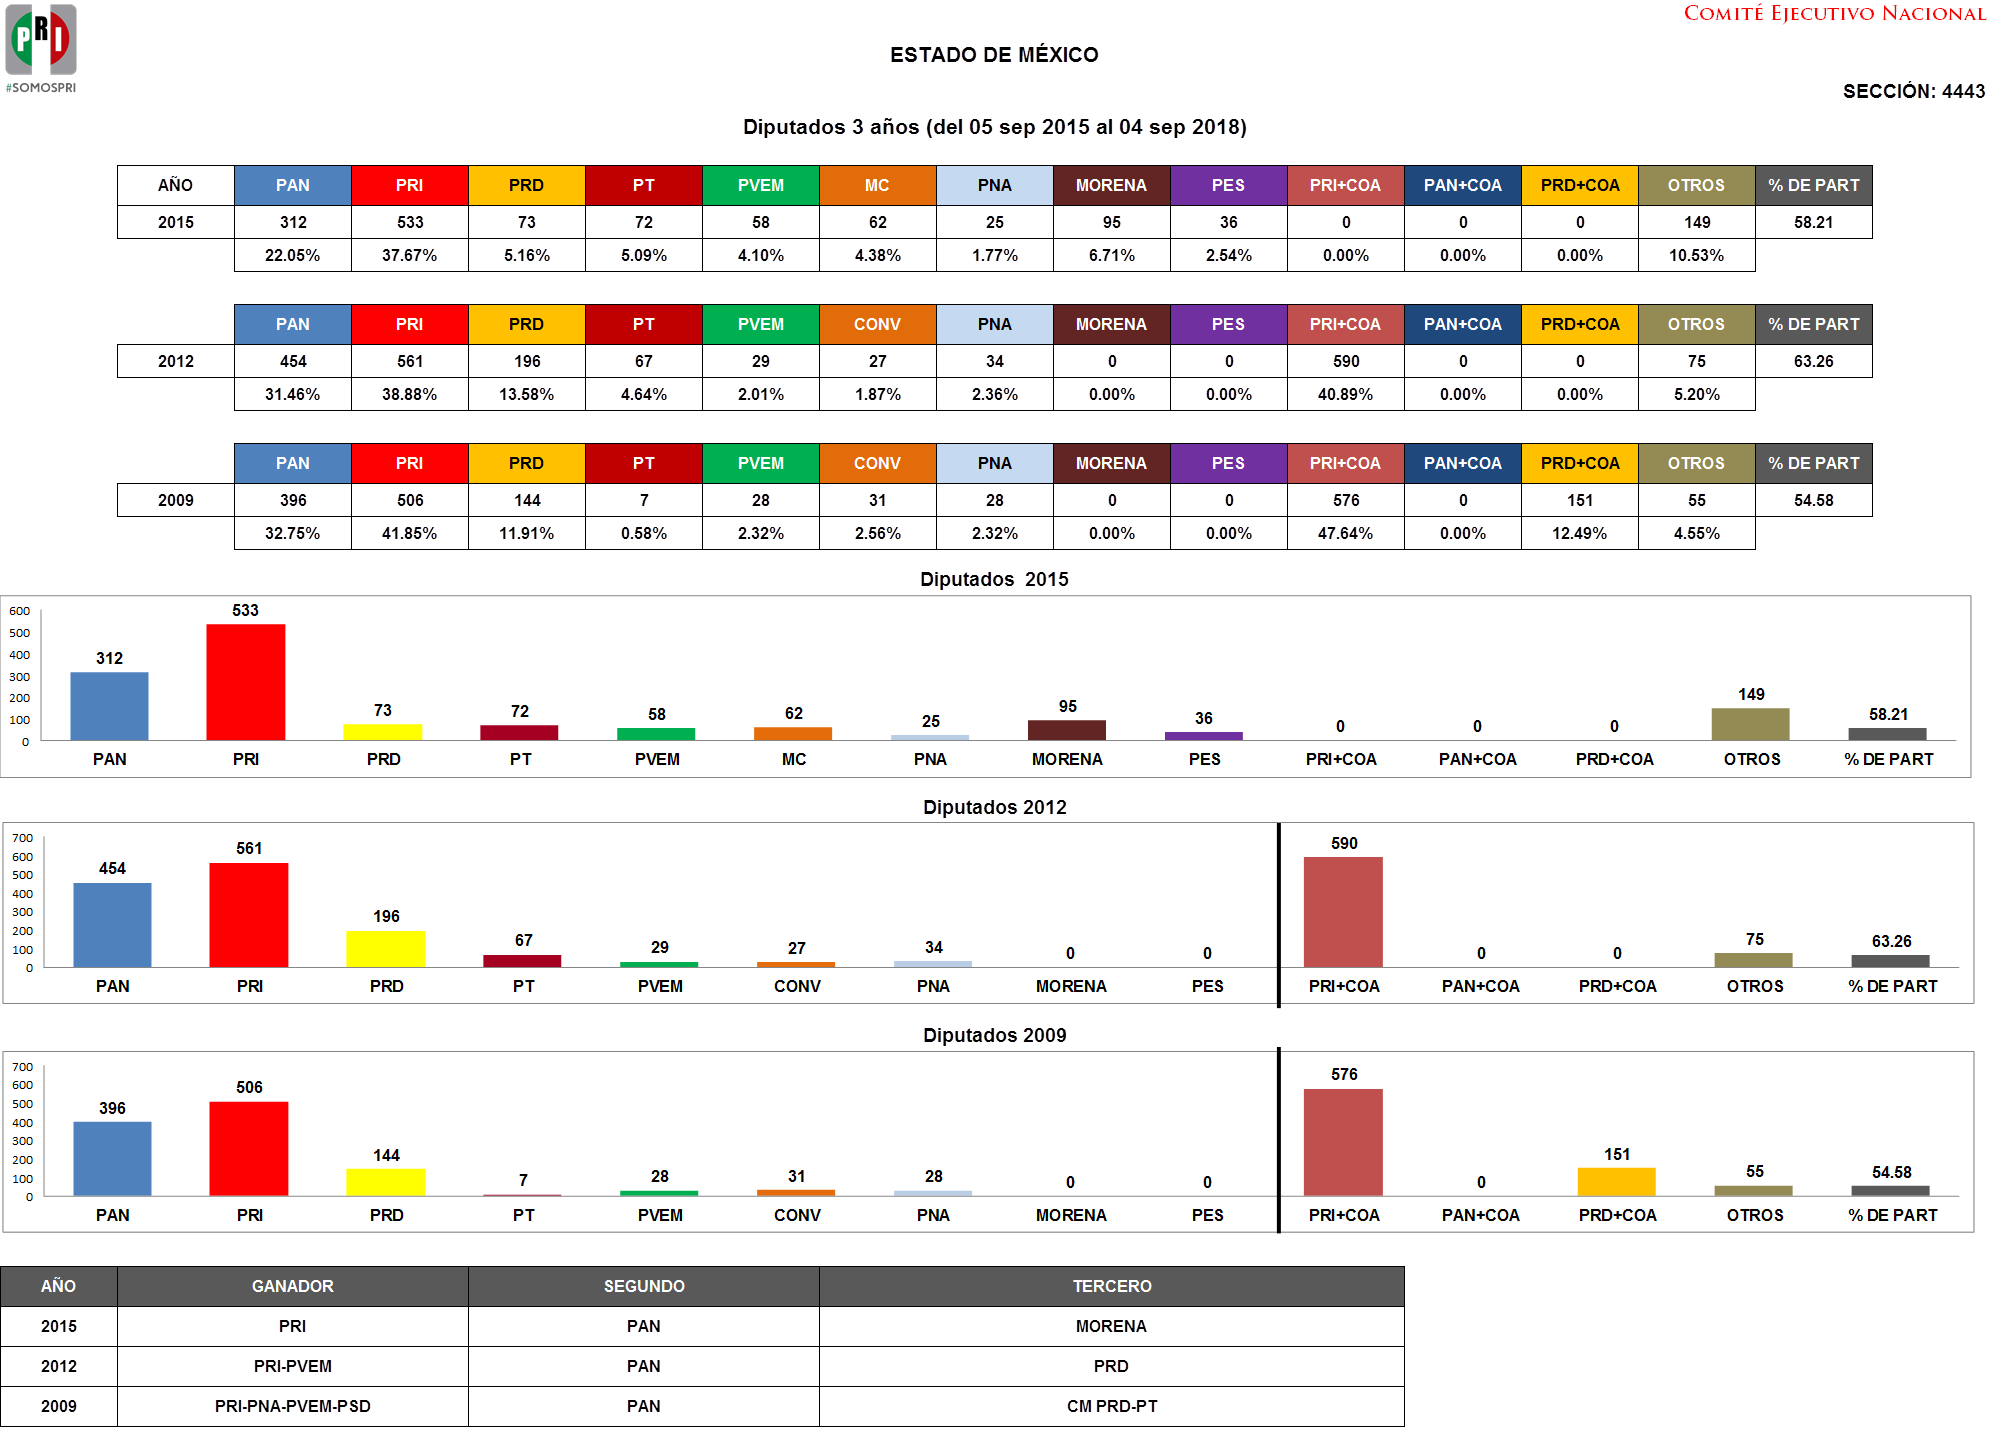 PRI
#SOMOSPRI
COMITÉ EJECUTIVO NACIONAL
ESTADO DE MÉXICO
SECCIÓN: 4443
Diputados 3 años (del 05 sep 2015 al 04 sep 2018)
AÑO PAN PRI PRD PT PVEM MC PNA MORENA PES PRI+COA PAN+COA PRD+COA OTROS % DE PART
2015 312 533 73 72 58 62 25 95 36 0 0 0 149 58.21
22.05% 37.67% 5.16% 5.09% 4.10% 4.38% 1.77% 6.71% 2.54% 0.00% 0.00% 0.00% 10.53%
PAN PRI PRD PT PVEM CONV PNA MORENA PES PRI+COA PAN+COA PRD+COA OTROS % DE PART
2012 454 561 196 67 29 27 34 0 0 590 0 0 75 63.26
31.46% 38.88% 13.58% 4.64% 2.01% 1.87% 2.36% 0.00% 0.00% 40.89% 0.00% 0.00% 5.20%
PAN PRI PRD PT PVEM CONV PNA MORENA PES PRI+COA PAN+COA PRD+COA OTROS % DE PART
2009 396 506 144 7 28 31 28 0 0 576 0 151 55 54.58
32.75% 41.85% 11.91% 0.58% 2.32% 2.56% 2.32% 0.00% 0.00% 47.64% 0.00% 12.49% 4.55%
Diputados 2015
600
500
400
300
200
100
0
312 533 73 72 58 62 25 95 36 0 0 0 149 58.21
PAN PRI PRD PT PVEM MC PNA MORENA PES PRI+COA PAN+COA PRD+COA OTROS % DE PART
Diputados 2012
700
600
500
400
300
200
100
0
454 561 196 67 29 27 34 0 0 590 0 0 75 63.26
PAN PRI PRD PT PVEM CONV PNA MORENA PES PRI+COA PAN+COA PRD+COA OTROS % DE PART
Diputados 2009
700
600
500
400
300
200
100
0
396 506 144 7 28 31 28 0 0 576 0 151 55 54.58
PAN PRI PRD PT PVEM CONV PNA MORENA PES PRI+COA PAN+COA PRD+COA OTROS % DE PART
AÑO GANADOR SEGUNDO TERCERO
2015 PRI PAN MORENA
2012 PRI-PVEM PAN PRD
2009 PRI-PNA-PVEM-PSD PAN CM PRD-PT